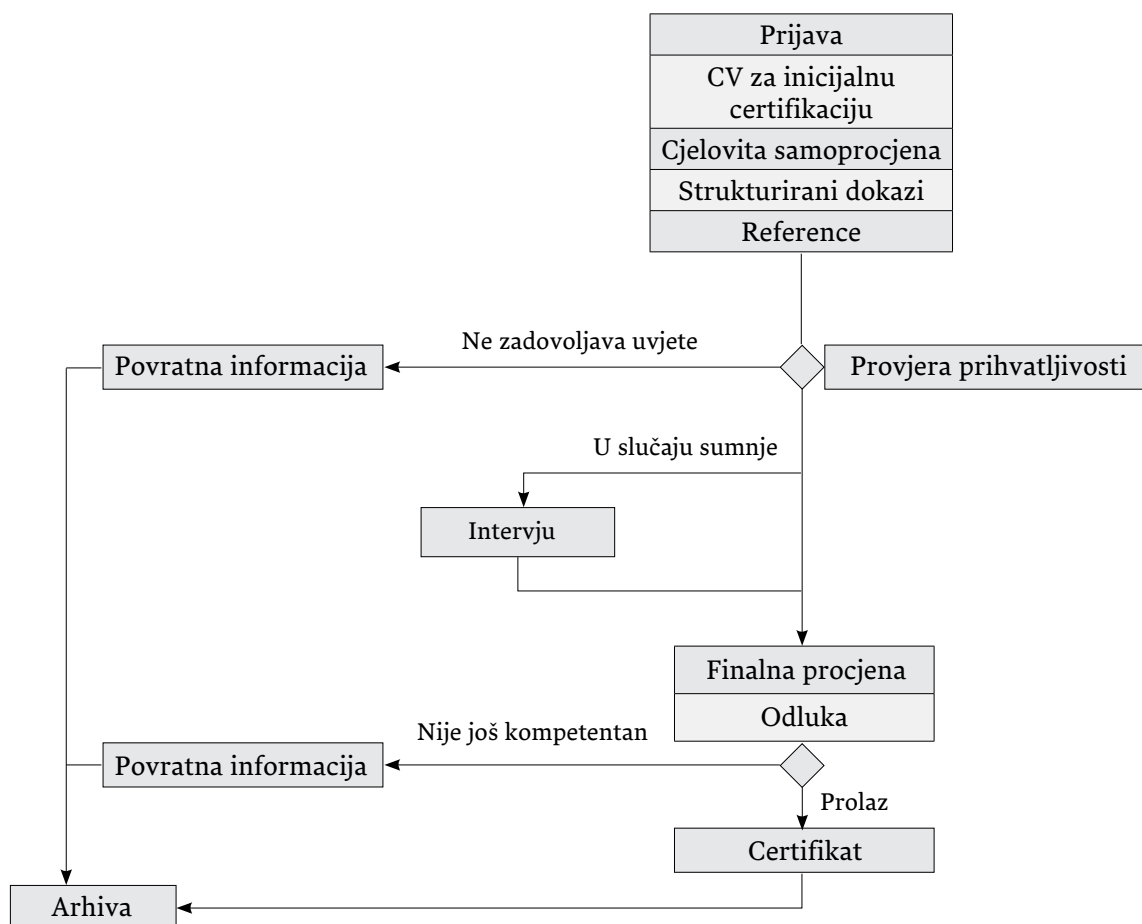 Prijava
CV za inicijalnu
certifikaciju
Cjelovita samoprocjena
Strukturirani dokazi
Reference
Ne zadovoljava uvjete
Povratna informacija
Provjera prihvatljivosti
U slučaju sumnje
Intervju
Finalna procjena
Odluka
Nije još kompetentan
Povratna informacija
Prolaz
Certifikat
Arhiva